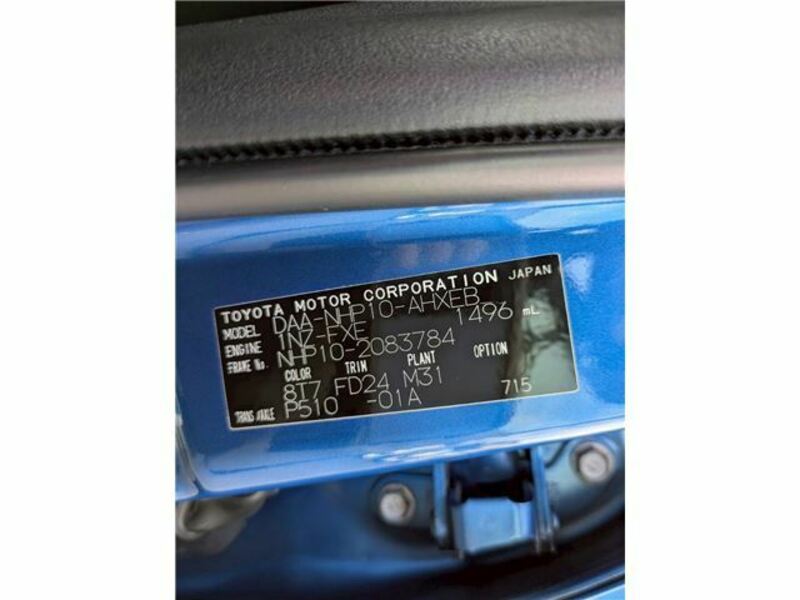 TOYOTA MOTOR CORPORATION JAPAN
MODEL DAA-NHP10-AHXEB
ENGINE 1NZ-FXE 1496 mL
FRAME No. NHP10-2083784
COLOR TRIM PLANT OPTION
8T7 FD24 M31
TRANS/AXLE P510 -01A 715